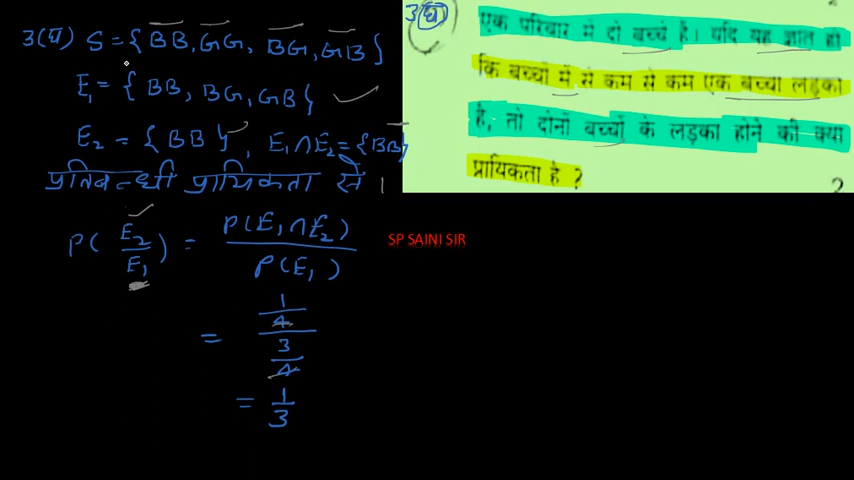 3(घ) S = { BB, GG, BG, GB }
E₁ = { BB, BG, GB }
E₂ = { BB } , E₁ ∩ E₂ = { BB }
प्रतिबन्धी प्रायिकता से
P( E₂/E₁ ) = P(E₁ ∩ E₂) / P(E₁)
= 1/4 / 3/4
= 1/3
3(घ)
एक परिवार में दो बच्चे है। यदि यह ज्ञात हो
कि बच्चों में से कम से कम एक बच्चा लड़का
है, तो दोनों बच्चों के लड़का होने की क्या
प्रायिकता है ?
2
SP SAINI SIR